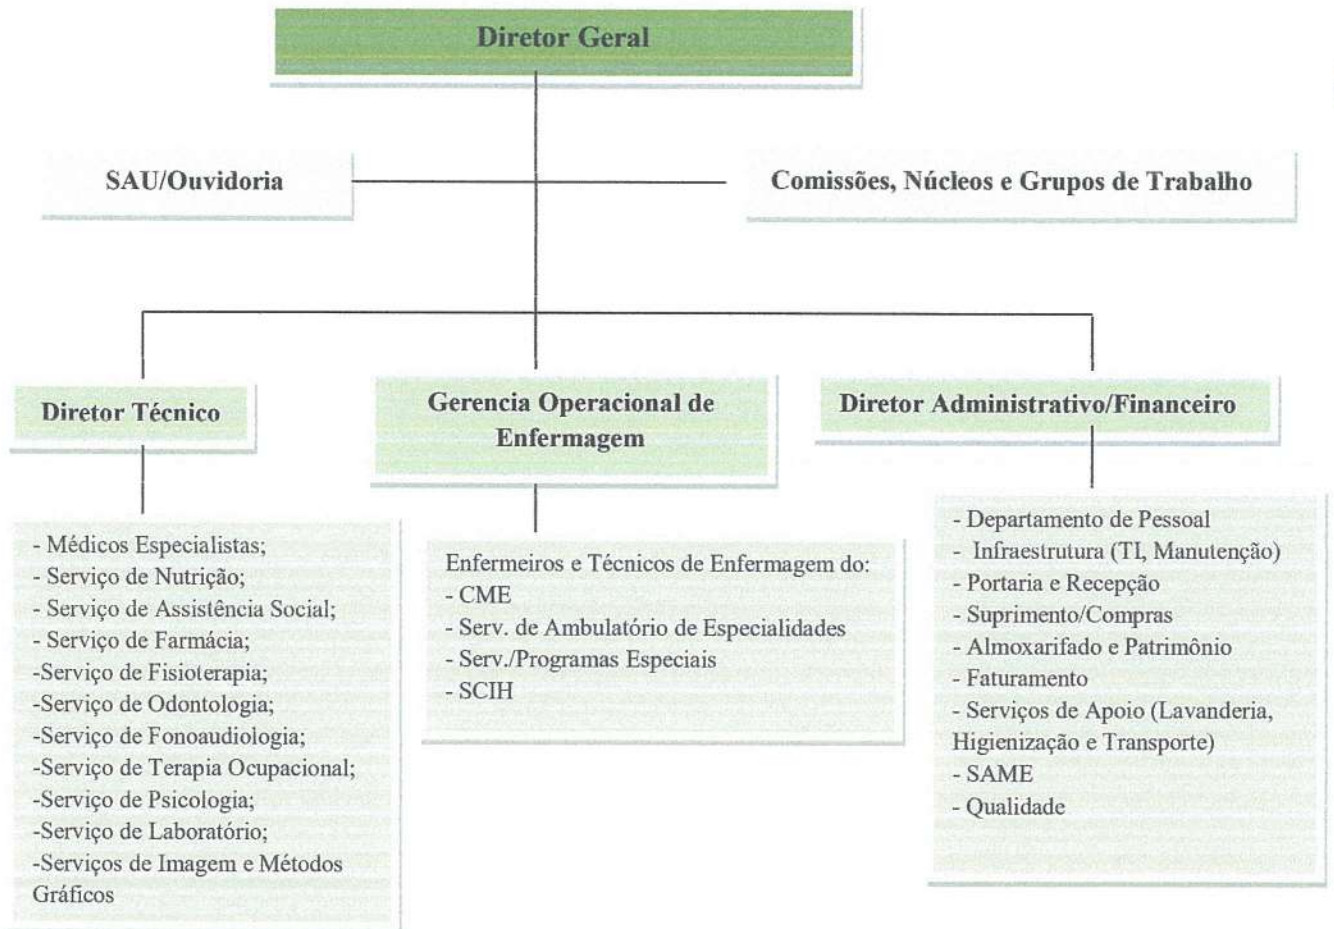 Diretor Geral
SAU/Ouvidoria
Comissões, Núcleos e Grupos de Trabalho
Diretor Técnico
Gerencia Operacional de
Enfermagem
Diretor Administrativo/Financeiro
- Médicos Especialistas;
- Serviço de Nutrição;
- Serviço de Assistência Social;
- Serviço de Farmácia;
-Serviço de Fisioterapia;
-Serviço de Odontologia;
-Serviço de Fonoaudiologia;
-Serviço de Terapia Ocupacional;
-Serviço de Psicologia;
-Serviço de Laboratório;
-Serviços de Imagem e Métodos
Gráficos
Enfermeiros e Técnicos de Enfermagem do:
- CME
- Serv. de Ambulatório de Especialidades
- Serv./Programas Especiais
- SCIH
- Departamento de Pessoal
- Infraestrutura (TI, Manutenção)
- Portaria e Recepção
- Suprimento/Compras
- Almoxarifado e Patrimônio
- Faturamento
- Serviços de Apoio (Lavanderia,
Higienização e Transporte)
- SAME
- Qualidade